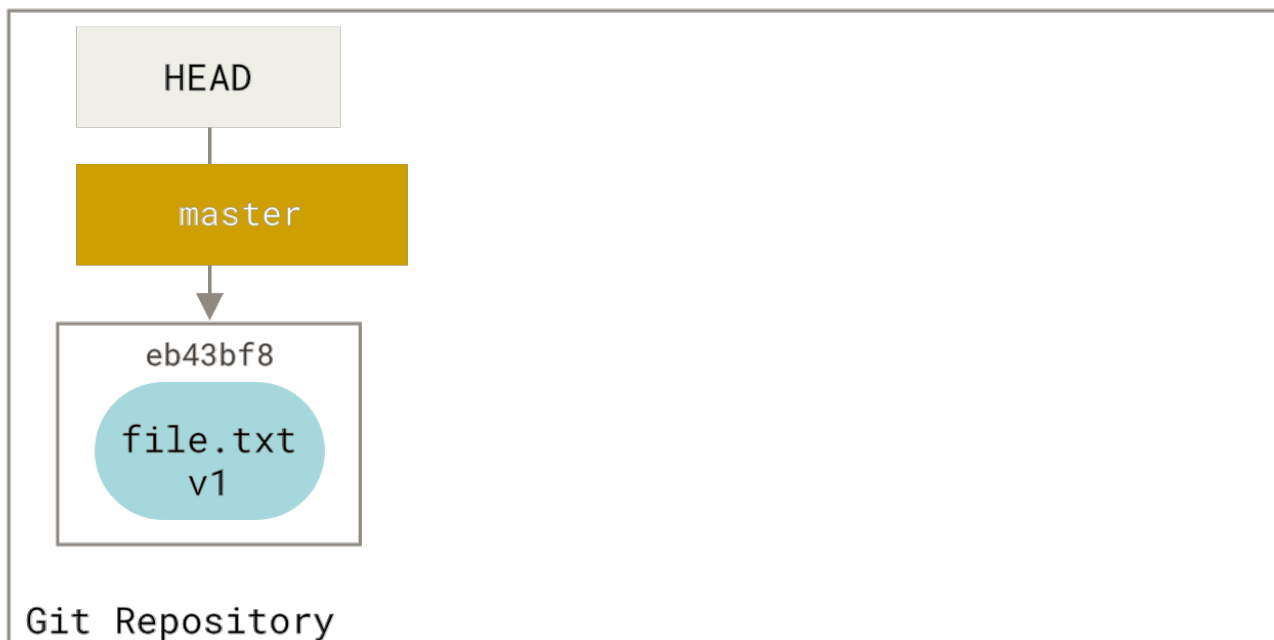 HEAD
master
eb43bf8
file.txt
v1
Git Repository